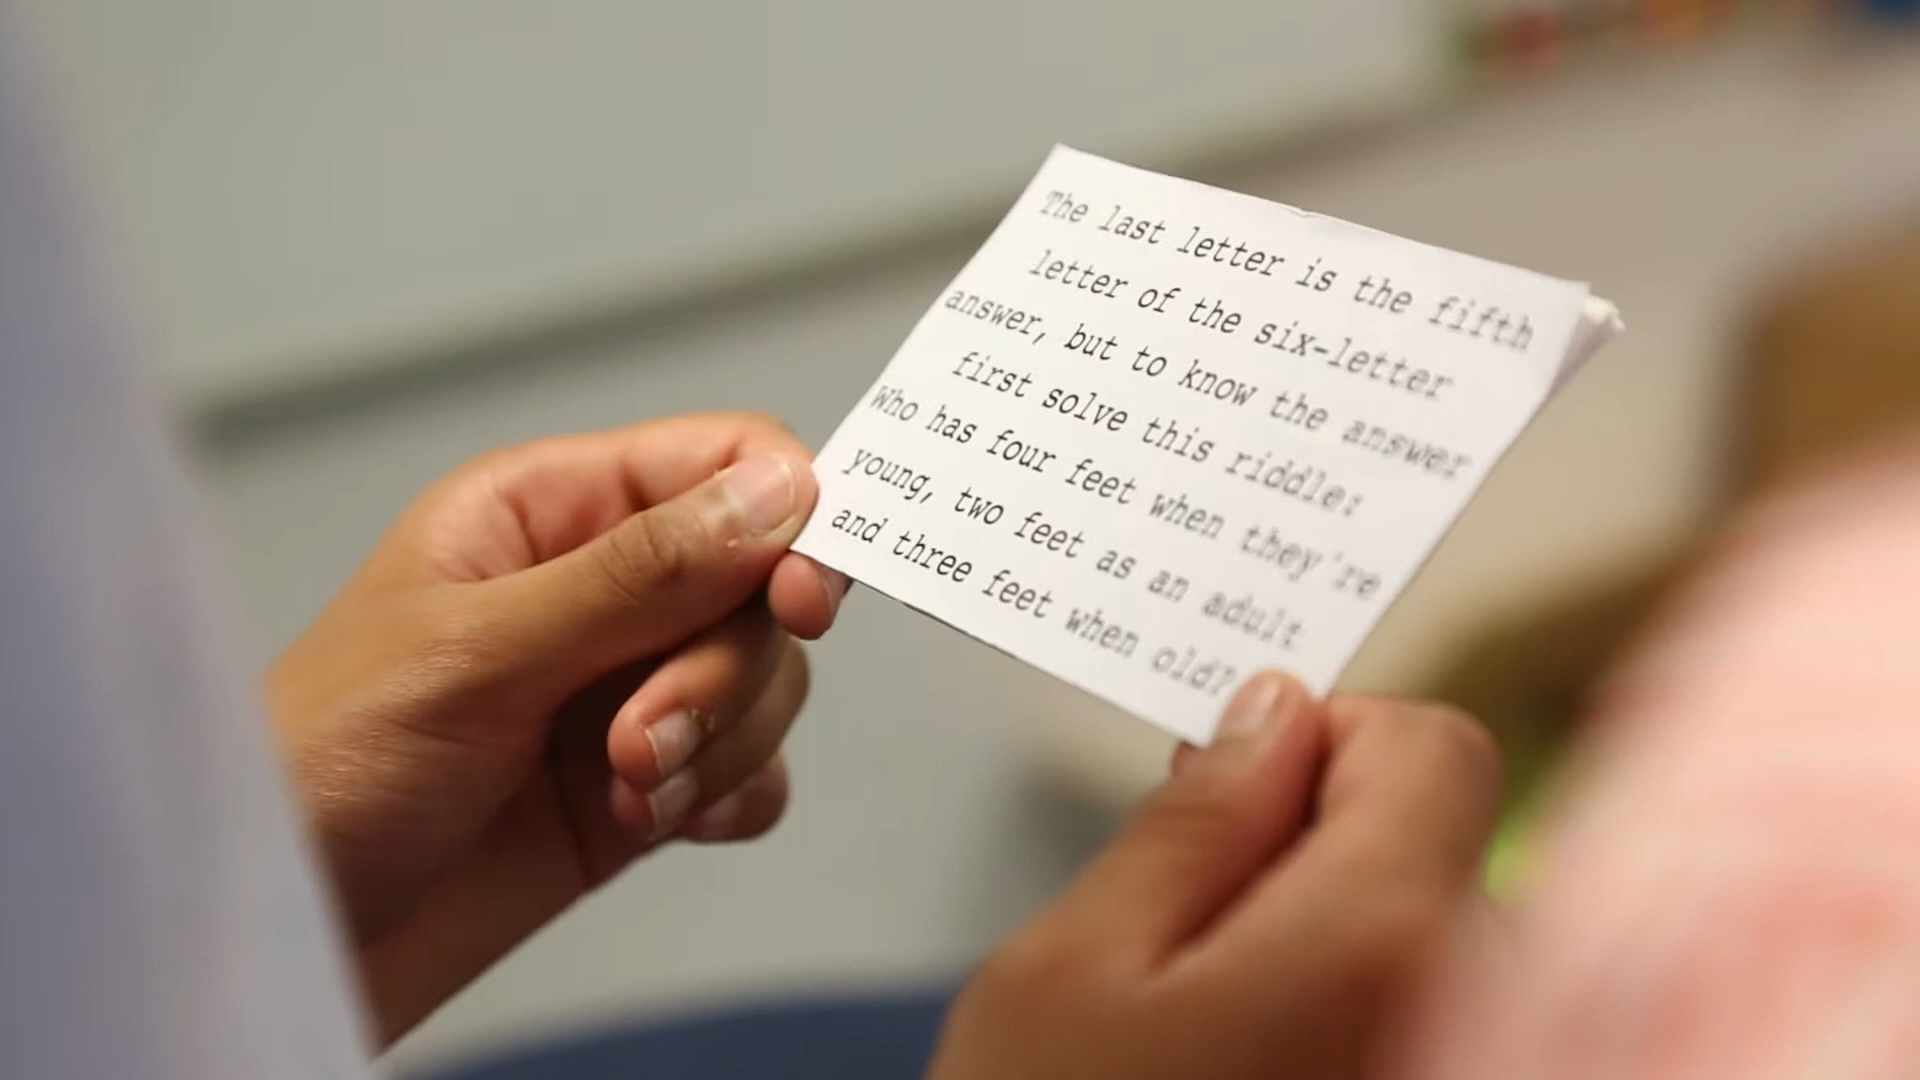 The last letter is the fifth
letter of the six-letter
answer, but to know the answer
first solve this riddle:
Who has four feet when they're
young, two feet as an adult
and three feet when old?